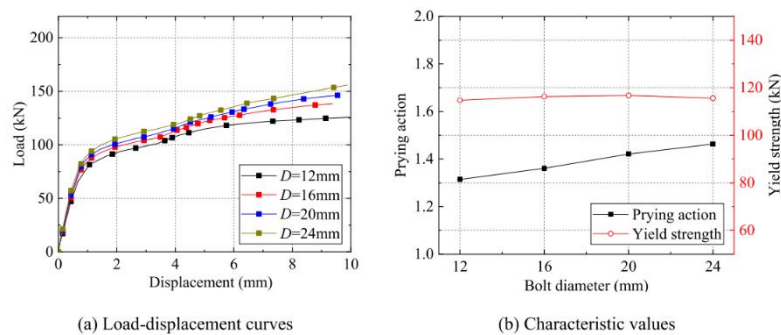 200
150
100
50
0
Load (kN)
D=12mm
D=16mm
D=20mm
D=24mm
0 2 4 6 8 10
Displacement (mm)
(a) Load-displacement curves
2.0
1.8
1.6
1.4
1.2
1.0
Prying action
140
120
100
80
60
Yield strength (kN)
Prying action
Yield strength
12 16 20 24
Bolt diameter (mm)
(b) Characteristic values